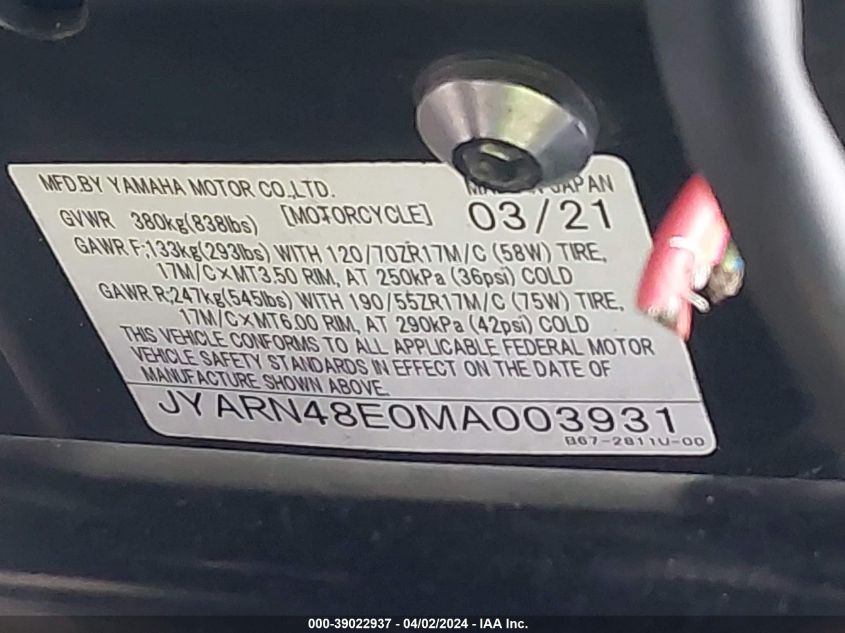 MFD.BY YAMAHA MOTOR CO.,LTD. JAPAN
GVWR 380kg(838lbs) [MOTORCYCLE] 03/21
GAWR F;133kg(293lbs) WITH 120/70ZR17M/C (58W) TIRE,
17M/C×MT3.50 RIM, AT 250kPa (36psi) COLD
GAWR R;247kg(545lbs) WITH 190/55ZR17M/C (75W) TIRE,
17M/C×MT6.00 RIM, AT 290kPa (42psi) COLD
THIS VEHICLE CONFORMS TO ALL APPLICABLE FEDERAL MOTOR
VEHICLE SAFETY STANDARDS IN EFFECT ON THE DATE OF
MANUFACTURE SHOWN ABOVE.
JYARN48E0MA003931
B67-2811U-00
000-39022937 - 04/02/2024 - IAA Inc.